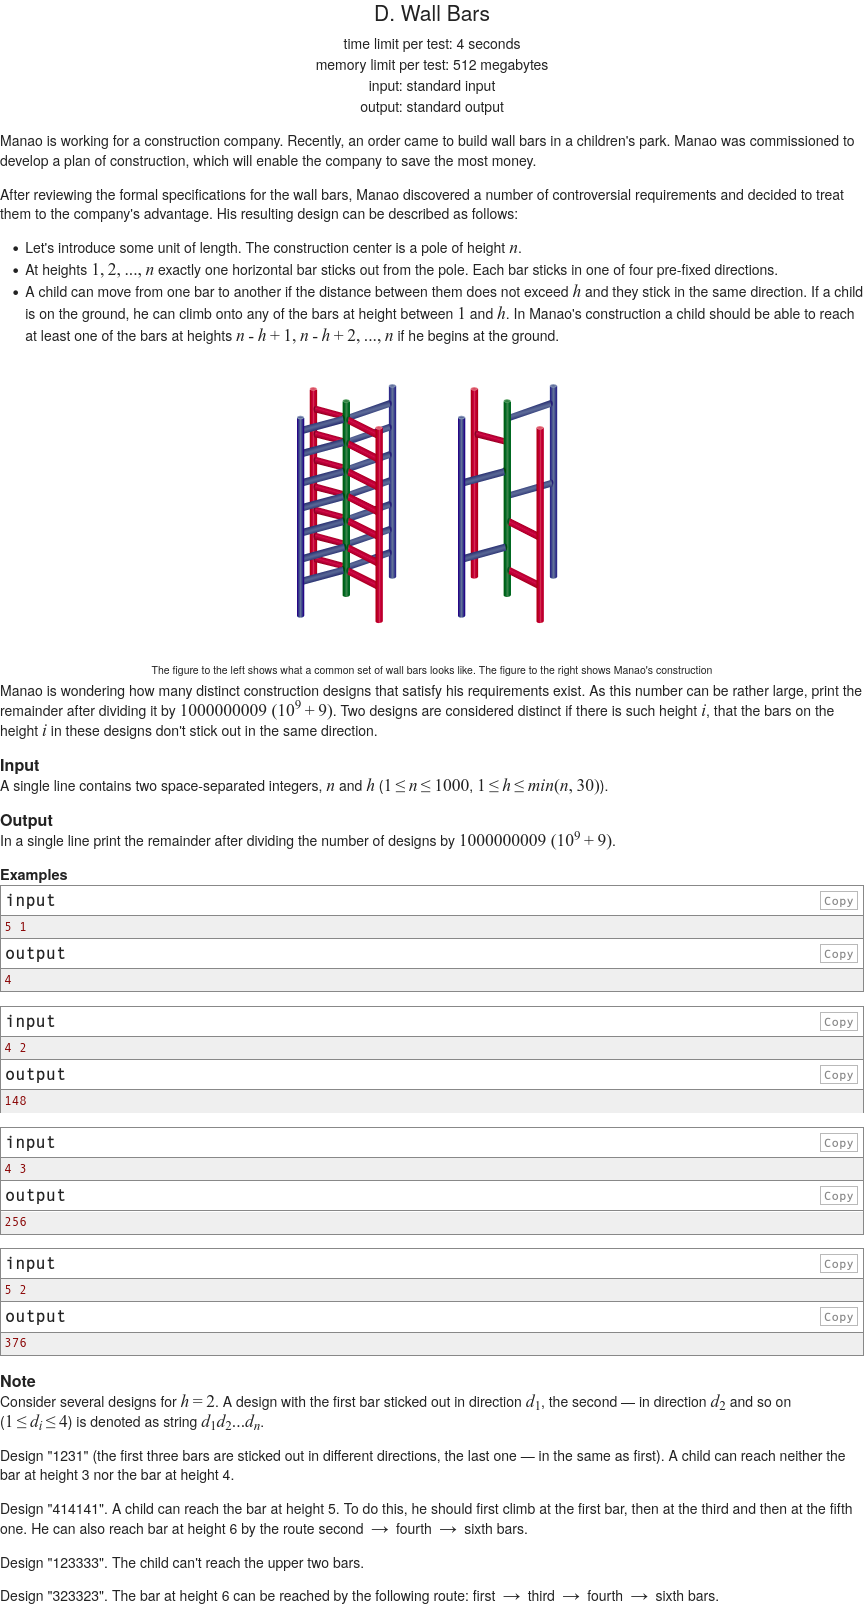 D. Wall Bars
time limit per test: 4 seconds
memory limit per test: 512 megabytes
input: standard input
output: standard output
Manao is working for a construction company. Recently, an order came to build wall bars in a children's park. Manao was commissioned to
develop a plan of construction, which will enable the company to save the most money.
After reviewing the formal specifications for the wall bars, Manao discovered a number of controversial requirements and decided to treat
them to the company's advantage. His resulting design can be described as follows:
• Let's introduce some unit of length. The construction center is a pole of height n.
• At heights 1, 2, ..., n exactly one horizontal bar sticks out from the pole. Each bar sticks in one of four pre-fixed directions.
• A child can move from one bar to another if the distance between them does not exceed h and they stick in the same direction. If a child
is on the ground, he can climb onto any of the bars at height between 1 and h. In Manao's construction a child should be able to reach
at least one of the bars at heights n - h + 1, n - h + 2, ..., n if he begins at the ground.
The figure to the left shows what a common set of wall bars looks like. The figure to the right shows Manao's construction
Manao is wondering how many distinct construction designs that satisfy his requirements exist. As this number can be rather large, print the
remainder after dividing it by 1000000009 (10^9 + 9). Two designs are considered distinct if there is such height i, that the bars on the
height i in these designs don't stick out in the same direction.
Input
A single line contains two space-separated integers, n and h (1 ≤ n ≤ 1000, 1 ≤ h ≤ min(n, 30)).
Output
In a single line print the remainder after dividing the number of designs by 1000000009 (10^9 + 9).
Examples
input Copy
5 1
output Copy
4
input Copy
4 2
output Copy
148
input Copy
4 3
output Copy
256
input Copy
5 2
output Copy
376
Note
Consider several designs for h = 2. A design with the first bar sticked out in direction d1, the second — in direction d2 and so on
(1 ≤ di ≤ 4) is denoted as string d1d2...dn.
Design "1231" (the first three bars are sticked out in different directions, the last one — in the same as first). A child can reach neither the
bar at height 3 nor the bar at height 4.
Design "414141". A child can reach the bar at height 5. To do this, he should first climb at the first bar, then at the third and then at the fifth
one. He can also reach bar at height 6 by the route second → fourth → sixth bars.
Design "123333". The child can't reach the upper two bars.
Design "323323". The bar at height 6 can be reached by the following route: first → third → fourth → sixth bars.